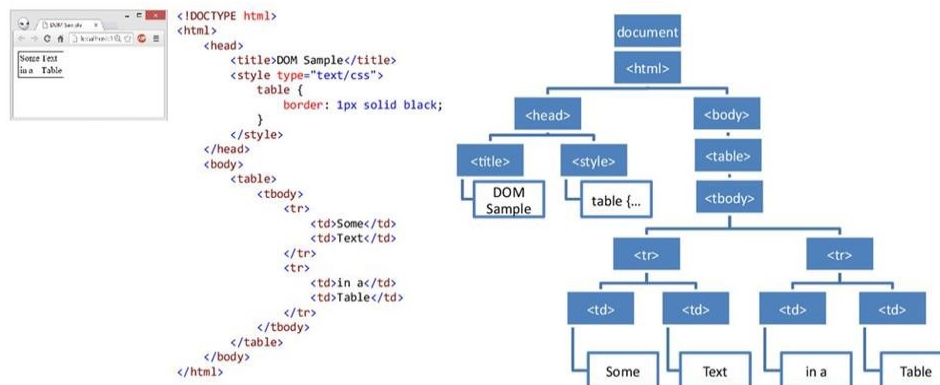 DOM Sample
Some Text
in a Table
<!DOCTYPE html>
<html>
<head>
<title>DOM Sample</title>
<style type="text/css">
table {
border: 1px solid black;
}
</style>
</head>
<body>
<table>
<tbody>
<tr>
<td>Some</td>
<td>Text</td>
</tr>
<tr>
<td>in a</td>
<td>Table</td>
</tr>
</tbody>
</table>
</body>
</html>
document
<html>
<head>
<body>
<title>
<style>
<table>
DOM
Sample
table {...
<tbody>
<tr>
<tr>
<td>
<td>
<td>
<td>
Some
Text
in a
Table